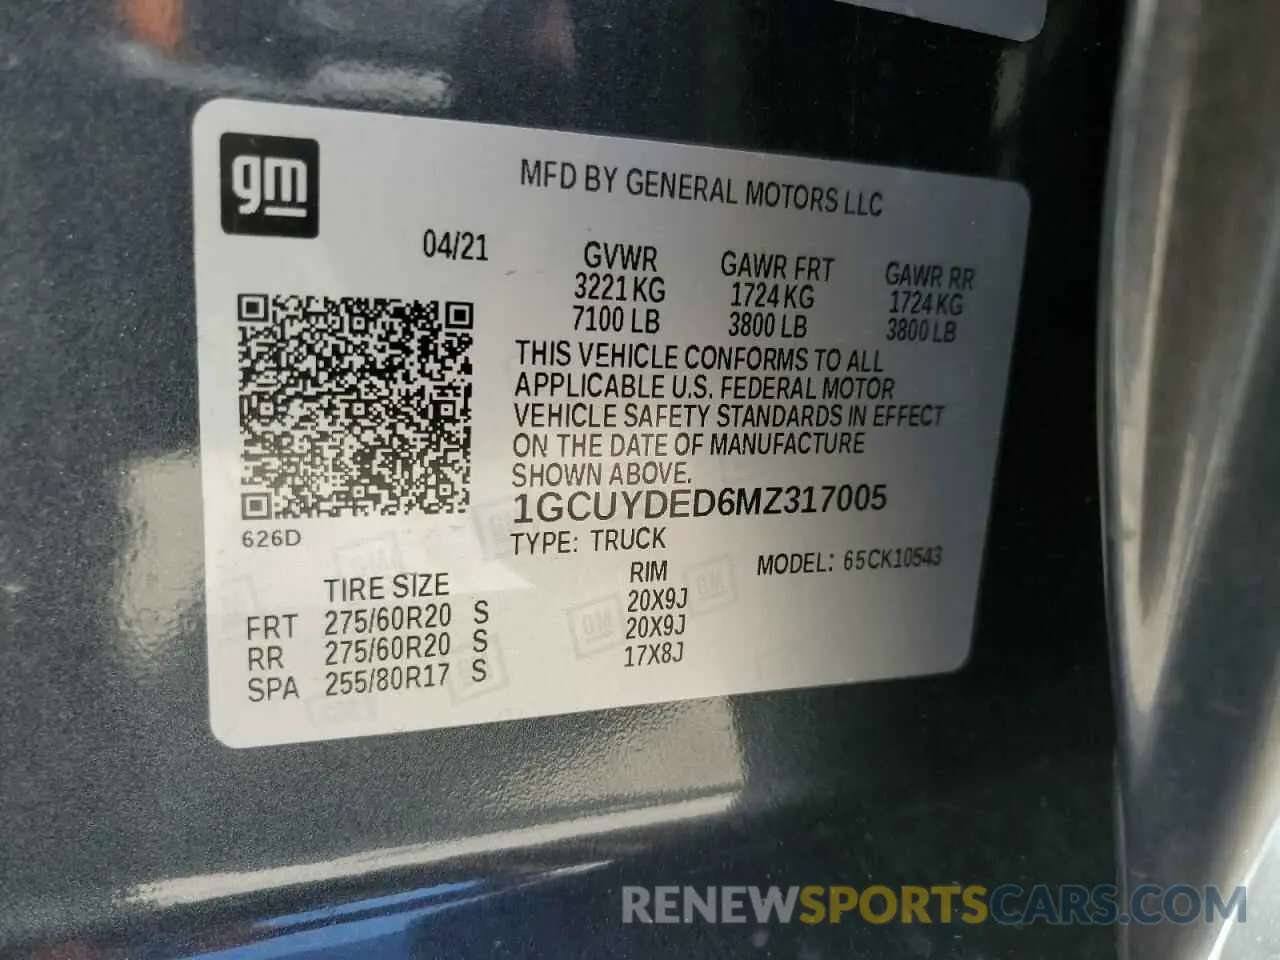 gm
MFD BY GENERAL MOTORS LLC
04/21
GVWR GAWR FRT GAWR RR
3221 KG 1724 KG 1724 KG
7100 LB 3800 LB 3800 LB
THIS VEHICLE CONFORMS TO ALL
APPLICABLE U.S. FEDERAL MOTOR
VEHICLE SAFETY STANDARDS IN EFFECT
ON THE DATE OF MANUFACTURE
SHOWN ABOVE.
1GCUYDED6MZ317005
626D
TYPE: TRUCK
MODEL: 65CK10543
TIRE SIZE RIM
FRT 275/60R20 S 20X9J
RR 275/60R20 S 20X9J
SPA 255/80R17 S 17X8J
RENEWSPORTSCARS.COM